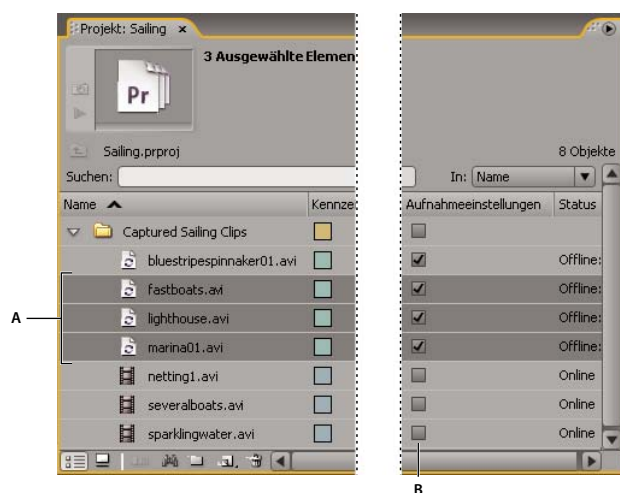 Projekt: Sailing ×
3 Ausgewählte Elemen
Pr
Sailing.prproj
8 Objekte
Suchen:
In: Name
Name
Kennze
Aufnahmeeinstellungen
Status
Captured Sailing Clips
bluestripespinnaker01.avi
Offline:
fastboats.avi
Offline:
A
lighthouse.avi
Offline:
marina01.avi
Offline:
netting1.avi
Online
severalboats.avi
Online
sparklingwater.avi
Online
B